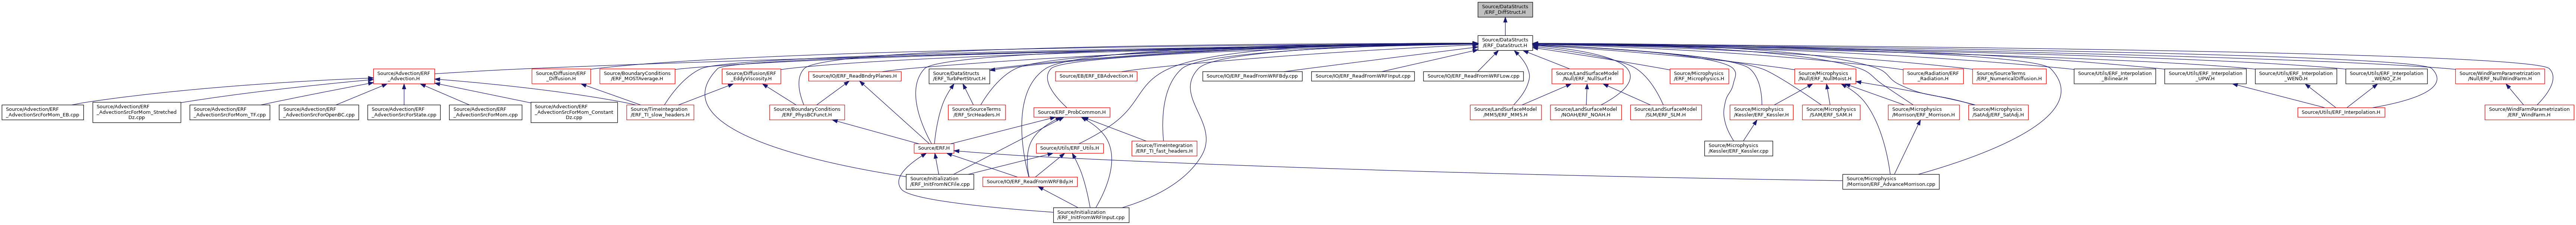 Source/DataStructs
/ERF_DiffStruct.H
Source/DataStructs
/ERF_DataStruct.H
Source/Advection/ERF
_Advection.H
Source/Diffusion/ERF
_Diffusion.H
Source/BoundaryConditions
/ERF_MOSTAverage.H
Source/Diffusion/ERF
_EddyViscosity.H
Source/IO/ERF_ReadBndryPlanes.H
Source/DataStructs
/ERF_TurbPertStruct.H
Source/EB/ERF_EBAdvection.H
Source/IO/ERF_ReadFromWRFBdy.cpp
Source/IO/ERF_ReadFromWRFInput.cpp
Source/IO/ERF_ReadFromWRFLow.cpp
Source/LandSurfaceModel
/Null/ERF_NullSurf.H
Source/Microphysics
/ERF_Microphysics.H
Source/Microphysics
/Null/ERF_NullMoist.H
Source/Radiation/ERF
_Radiation.H
Source/SourceTerms
/ERF_NumericalDiffusion.H
Source/Utils/ERF_Interpolation
_Bilinear.H
Source/Utils/ERF_Interpolation
_UPW.H
Source/Utils/ERF_Interpolation
_WENO.H
Source/Utils/ERF_Interpolation
_WENO_Z.H
Source/WindFarmParametrization
/Null/ERF_NullWindFarm.H
Source/Advection/ERF
_AdvectionSrcForMom_EB.cpp
Source/Advection/ERF
_AdvectionSrcForMom_Stretched
Dz.cpp
Source/Advection/ERF
_AdvectionSrcForMom_TF.cpp
Source/Advection/ERF
_AdvectionSrcForOpenBC.cpp
Source/Advection/ERF
_AdvectionSrcForState.cpp
Source/Advection/ERF
_AdvectionSrcForMom.cpp
Source/Advection/ERF
_AdvectionSrcForMom_Constant
Dz.cpp
Source/TimeIntegration
/ERF_TI_slow_headers.H
Source/BoundaryConditions
/ERF_PhysBCFunct.H
Source/SourceTerms
/ERF_SrcHeaders.H
Source/ERF_ProbCommon.H
Source/LandSurfaceModel
/MM5/ERF_MM5.H
Source/LandSurfaceModel
/NOAH/ERF_NOAH.H
Source/LandSurfaceModel
/SLM/ERF_SLM.H
Source/Microphysics
/Kessler/ERF_Kessler.H
Source/Microphysics
/SAM/ERF_SAM.H
Source/Microphysics
/Morrison/ERF_Morrison.H
Source/Microphysics
/SatAdj/ERF_SatAdj.H
Source/Utils/ERF_Interpolation.H
Source/WindFarmParametrization
/ERF_WindFarm.H
Source/ERF.H
Source/Utils/ERF_Utils.H
Source/TimeIntegration
/ERF_TI_fast_headers.H
Source/Microphysics
/Kessler/ERF_Kessler.cpp
Source/Initialization
/ERF_InitFromNCFile.cpp
Source/IO/ERF_ReadFromWRFBdy.H
Source/Microphysics
/Morrison/ERF_AdvanceMorrison.cpp
Source/Initialization
/ERF_InitFromWRFInput.cpp